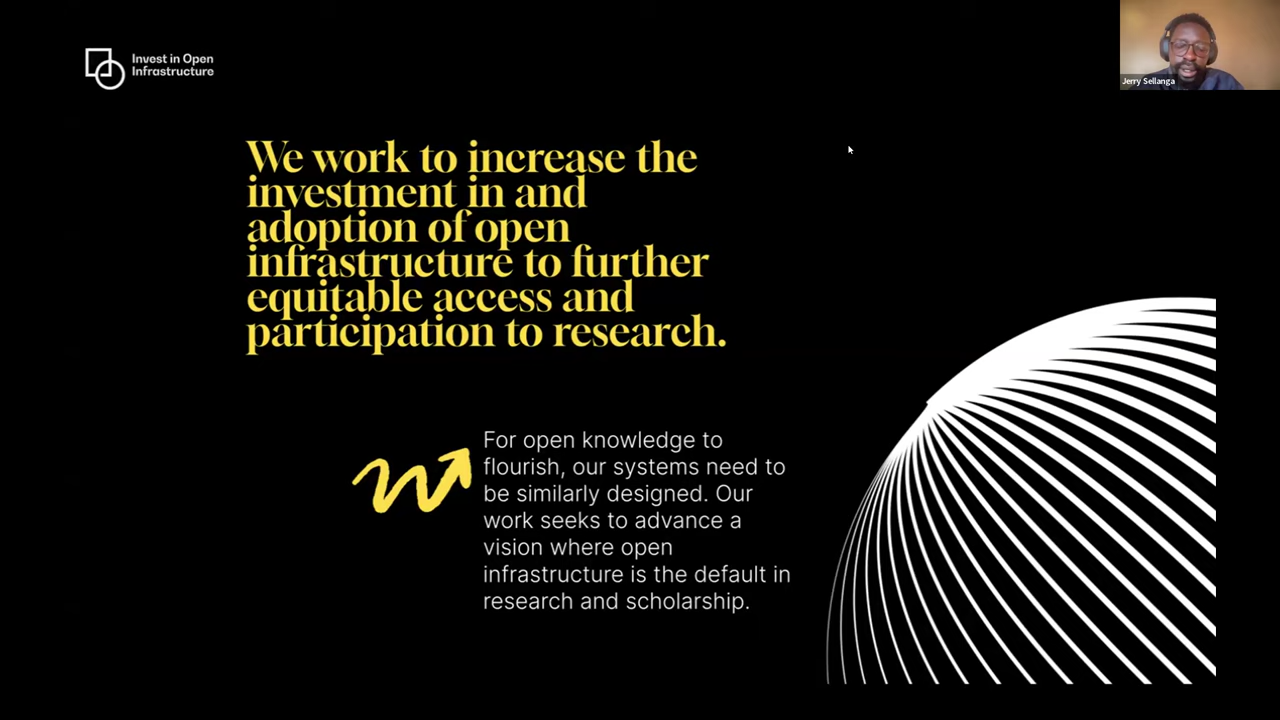 Invest in Open
Infrastructure
Jerry Sellanga
We work to increase the
investment in and
adoption of open
infrastructure to further
equitable access and
participation to research.
For open knowledge to
flourish, our systems need to
be similarly designed. Our
work seeks to advance a
vision where open
infrastructure is the default in
research and scholarship.